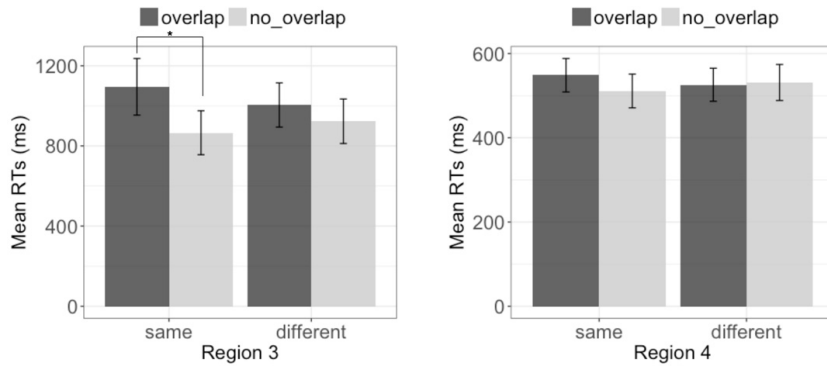 overlap no_overlap
*
Mean RTs (ms)
1200
800
400
0
same different
Region 3
overlap no_overlap
Mean RTs (ms)
600
400
200
0
same different
Region 4